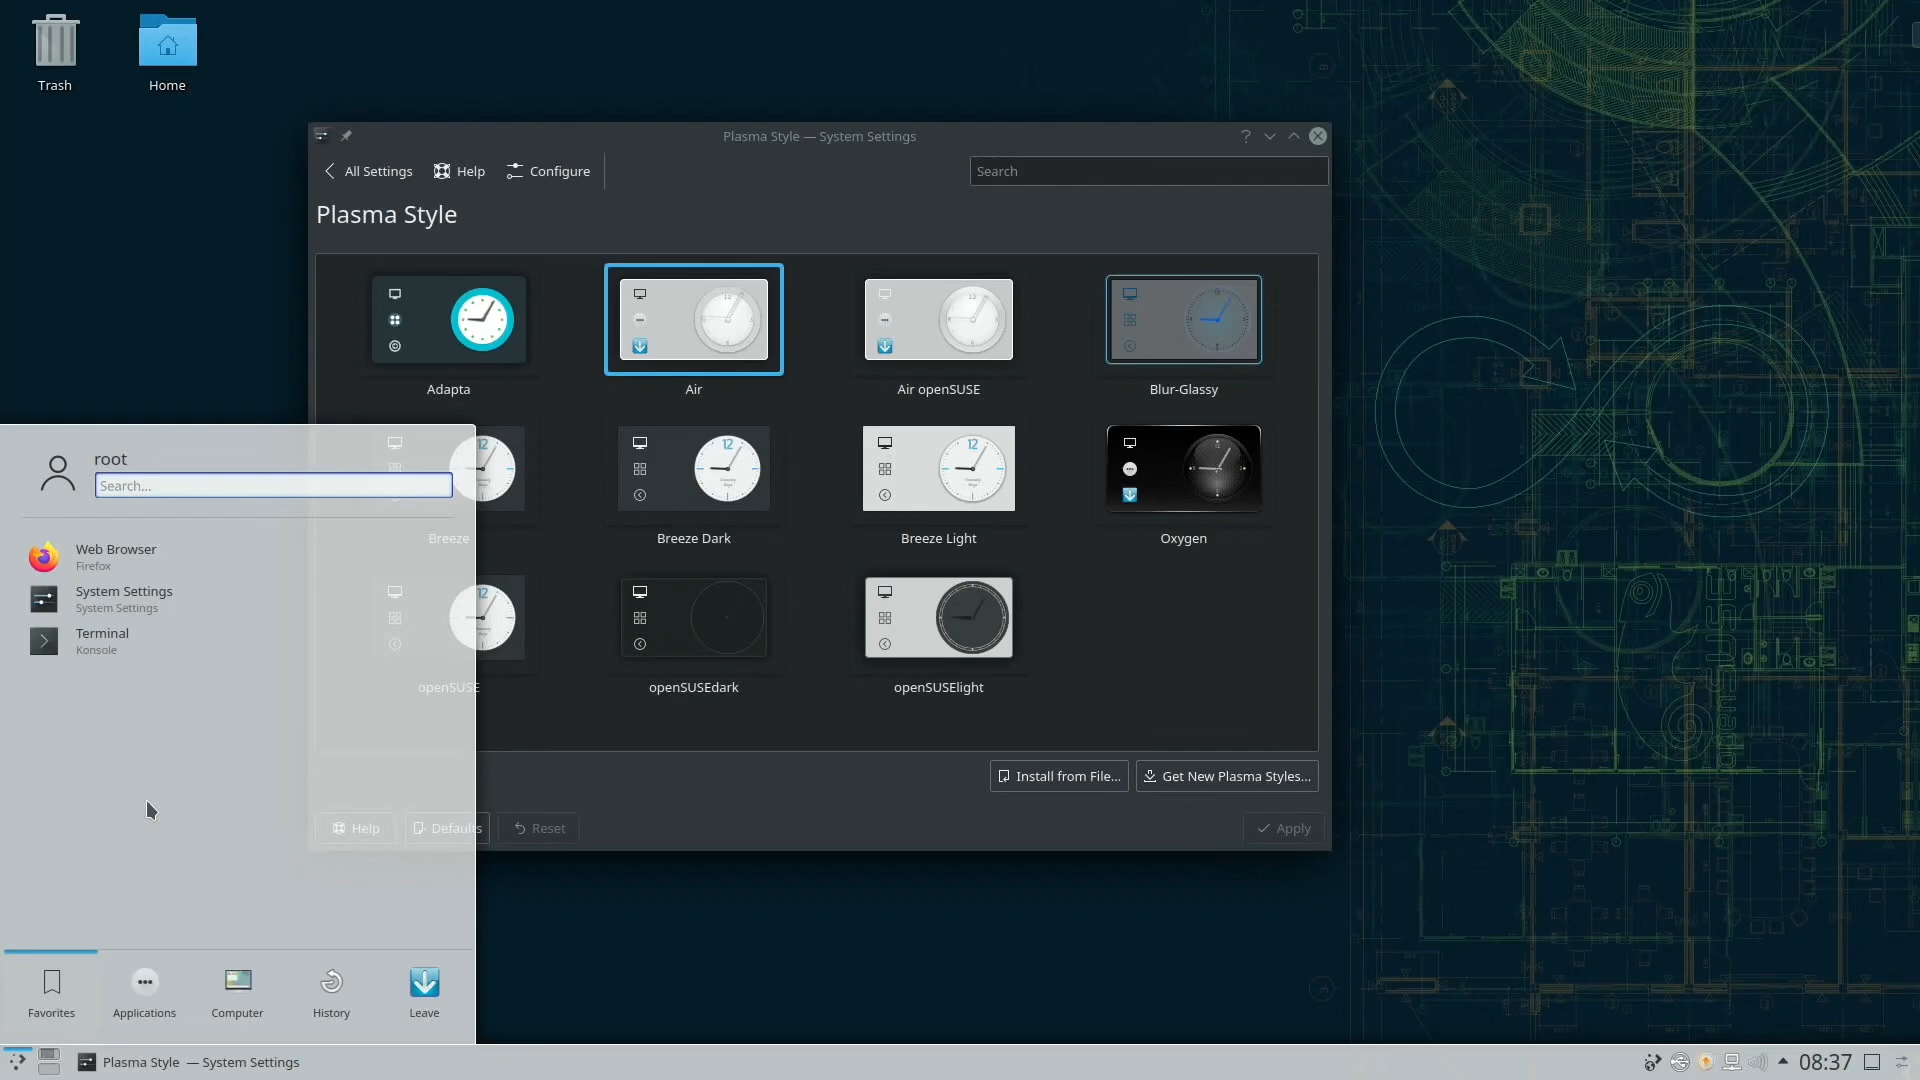 Trash
Home
Plasma Style — System Settings
All Settings
Help
Configure
Search
Plasma Style
Adapta
Air
Air openSUSE
Blur-Glassy
Breeze
Breeze Dark
Breeze Light
Oxygen
openSUSE
openSUSEdark
openSUSElight
Install from File...
Get New Plasma Styles...
Help
Defaults
Reset
Apply
root
Search...
Web Browser
Firefox
System Settings
System Settings
Terminal
Konsole
Favorites
Applications
Computer
History
Leave
Plasma Style — System Settings
08:37
openSUSE